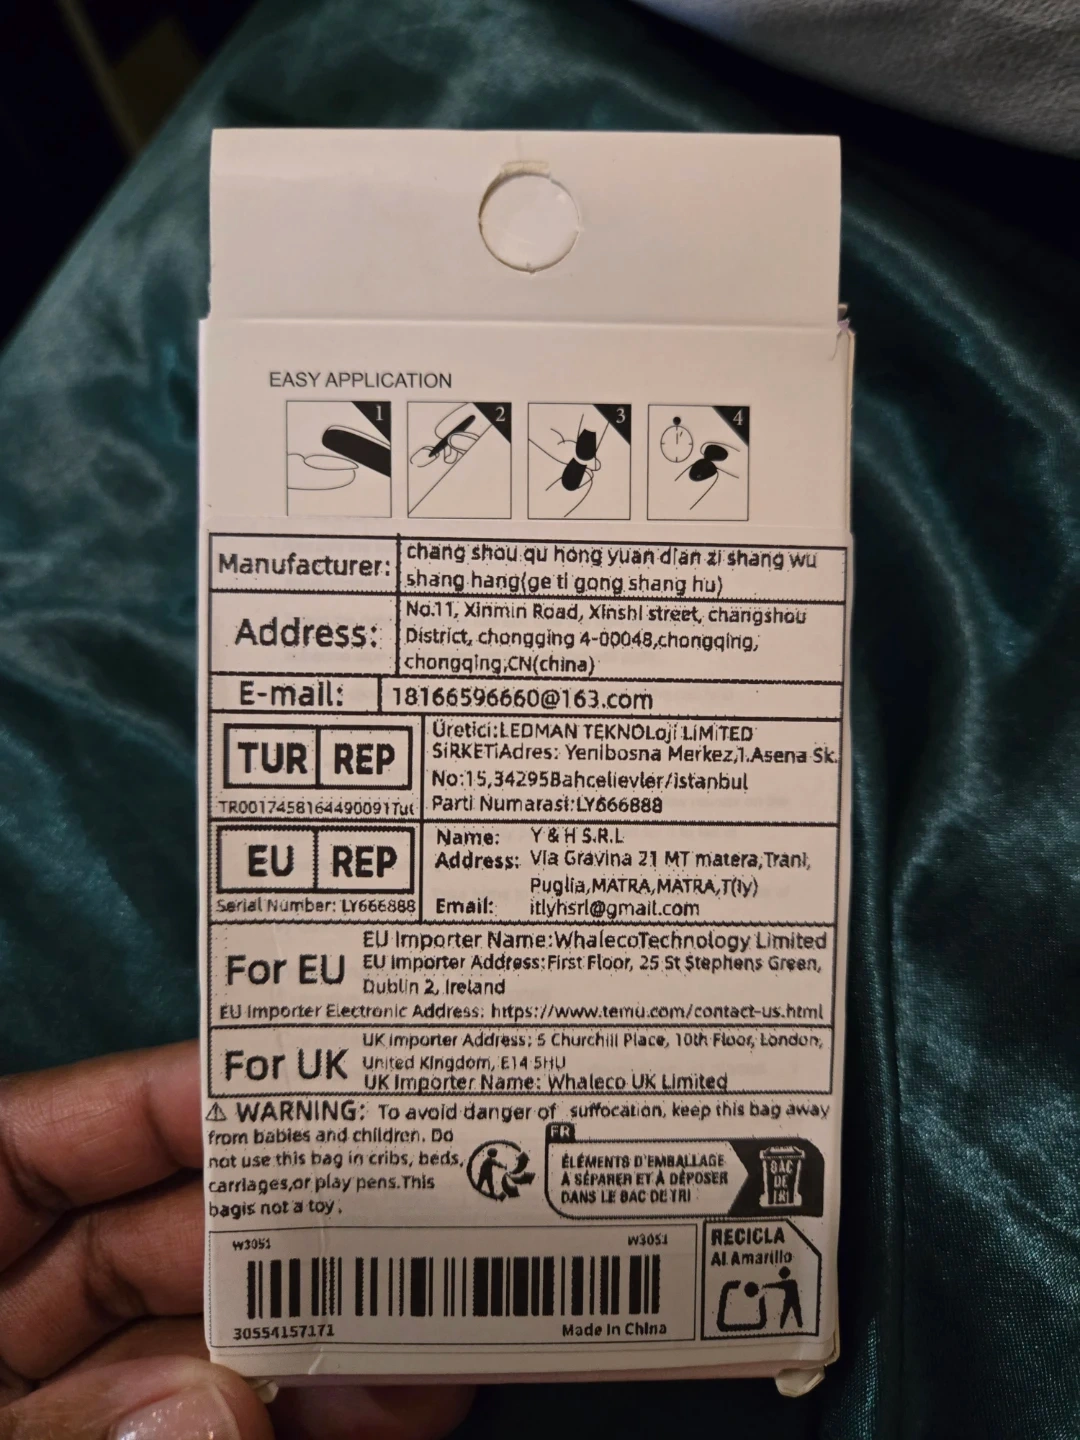 EASY APPLICATION
1 2 3 4
Manufacturer: chang shou qu hong yuan dian zi shang wu
shang hang(ge ti gong shang hu)
Address: No.11, Xinmin Road, Xinshi street, changshou
District, chongging 4-00048,chongqing,
chongqing,CN(china)
E-mail: 18166596660@163.com
TUR REP
TR0017458164490091Tut
Üretici:LEDMAN TEKNOLoji LiMiTED
SiRKETiAdres: Yenibosna Merkez,1.Asena Sk.
No:15,34295Bahcelievler/istanbul
Parti Numarasi:LY666888
EU REP
Serial Number: LY666888
Name: Y & H S.R.L
Address: Via Gravina 21 MT matera,Trani,
Puglia,MATRA,MATRA,T(ly)
Email: itlyhsrl@gmail.com
For EU
EU Importer Name:WhalecoTechnology Limited
EU Importer Address:First Floor, 25 St Stephens Green,
Dublin 2, Ireland
EU Importer Electronic Address: https://www.temu.com/contact-us.html
For UK
UK Importer Address: 5 Churchill Place, 10th Floor, London,
United Kingdom, E14 5HU
UK Importer Name: Whaleco UK Limited
⚠ WARNING: To avoid danger of suffocation, keep this bag away
from babies and children. Do
not use this bag in cribs, beds,
carriages,or play pens.This
bagis not a toy.
FR
ÉLÉMENTS D'EMBALLAGE
À SÉPARER ET À DÉPOSER
DANS LE BAC DE TRI
BAC
DE
TRI
W3051 W3051
30554157171 Made In China
RECICLA
Al Amarillo